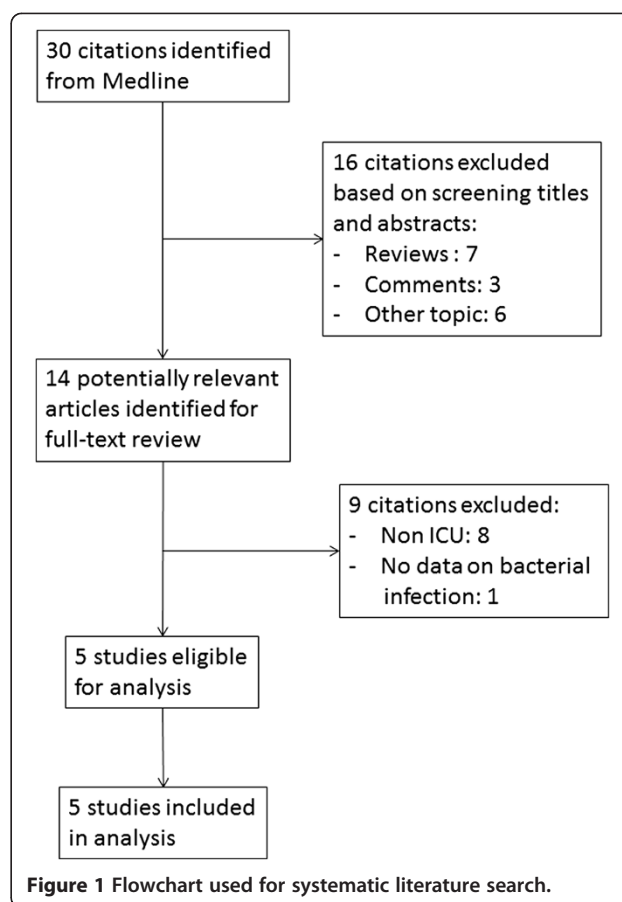 30 citations identified
from Medline
16 citations excluded
based on screening titles
and abstracts:
- Reviews : 7
- Comments: 3
- Other topic: 6
14 potentially relevant
articles identified for
full-text review
9 citations excluded:
- Non ICU: 8
- No data on bacterial
infection: 1
5 studies eligible
for analysis
5 studies included
in analysis
Figure 1 Flowchart used for systematic literature search.